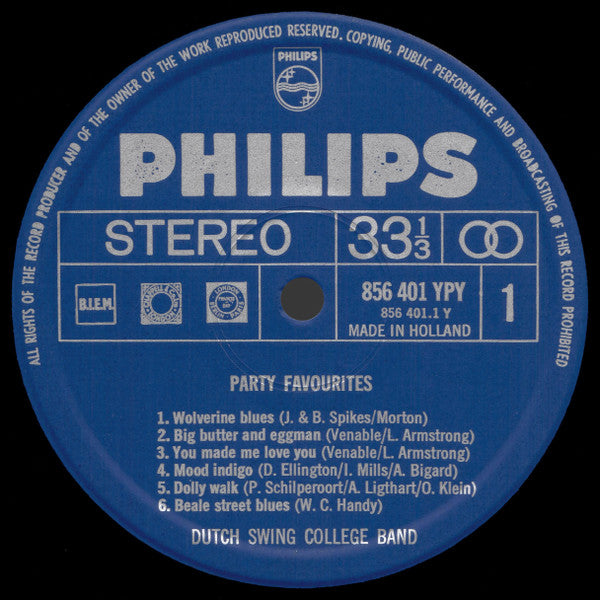 ALL RIGHTS OF THE RECORD PRODUCER AND OF THE OWNER OF THE WORK REPRODUCED RESERVED. COPYING, PUBLIC PERFORMANCE AND BROADCASTING OF THIS RECORD PROHIBITED
PHILIPS
PHILIPS
STEREO 33 1/3
B.I.E.M. 856 401 YPY 1
856 401.1 Y
MADE IN HOLLAND
PARTY FAVOURITES
1. Wolverine blues (J. & B. Spikes/Morton)
2. Big butter and eggman (Venable/L. Armstrong)
3. You made me love you (Venable/L. Armstrong)
4. Mood indigo (D. Ellington/I. Mills/A. Bigard)
5. Dolly walk (P. Schilperoort/A. Ligthart/O. Klein)
6. Beale street blues (W. C. Handy)
DUTCH SWING COLLEGE BAND